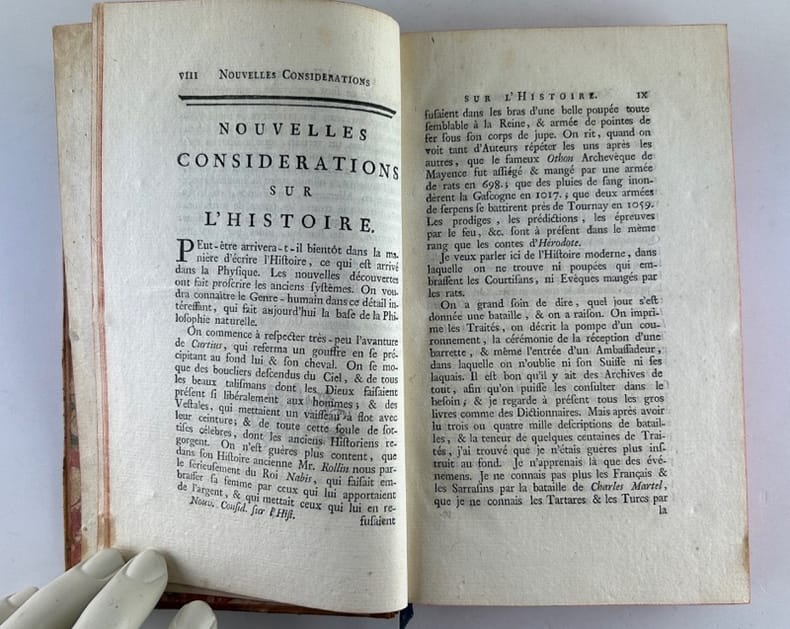 VIII NOUVELLES CONSIDERATIONS
NOUVELLES
CONSIDERATIONS
SUR
L'HISTOIRE.
PEut-être arrivera-t-il bientôt dans la ma-
nière d'écrire l'Histoire, ce qui est arrivé
dans la Physique. Les nouvelles découvertes
ont fait proscrire les anciens systêmes. On vou-
dra connaître le Genre-humain dans ce détail in-
téressant, qui fait aujourd'hui la base de la Phi-
losophie naturelle.
On commence à respecter très-peu l'avanture
de Curtius, qui referma un gouffre en se pré-
cipitant au fond lui & son cheval. On se mo-
que des boucliers descendus du Ciel, & de tous
les beaux talismans dont les Dieux faisaient
présent si libéralement aux hommes; & des
Vestales, qui mettaient un vaisseau à flot avec
leur ceinture; & de toute cette foule de sot-
tises célèbres, dont les anciens Historiens re-
gorgent. On n'est guères plus content, que
dans son Histoire ancienne Mr. Rollin nous par-
le sérieusement du Roi Nabis, qui faisait em-
brasser sa femme par ceux qui lui apportaient
de l'argent, & qui mettait ceux qui lui en re-
Nouv. Consid. sur l'Hist.
fusaient
SUR L'HISTOIRE. IX
fusaient dans les bras d'une belle poupée toute
semblable à la Reine, & armée de pointes de
fer sous son corps de jupe. On rit, quand on
voit tant d'Auteurs répéter les uns après les
autres, que le fameux Othon Archevêque de
Mayence fut assiégé & mangé par une armée
de rats en 698.; que des pluies de sang inon-
dèrent la Gascogne en 1017.; que deux armées
de serpens se battirent près de Tournay en 1059.
Les prodiges, les prédictions, les épreuves
par le feu, &c. sont à présent dans le même
rang que les contes d'Hérodote.
Je veux parler ici de l'Histoire moderne, dans
laquelle on ne trouve ni poupées qui em-
brassent les Courtisans, ni Evêques mangés par
les rats.
On a grand soin de dire, quel jour s'est
donnée une bataille, & on a raison. On impri-
me les Traités, on décrit la pompe d'un cou-
ronnement, la cérémonie de la réception d'une
barrette, & même l'entrée d'un Ambassadeur,
dans laquelle on n'oublie ni son Suisse ni ses
laquais. Il est bon qu'il y ait des Archives de
tout, afin qu'on puisse les consulter dans le
besoin; & je regarde à présent tous les gros
livres comme des Dictionnaires. Mais après avoir
lu trois ou quatre mille descriptions de batail-
les, & la teneur de quelques centaines de Trai-
tés, j'ai trouvé que je n'étais guères plus ins-
truit au fond. Je n'apprenais là que des évé-
nemens. Je ne connais pas plus les Français &
les Sarrasins par la bataille de Charles Martel,
que je ne connais les Tartares & les Turcs par
la